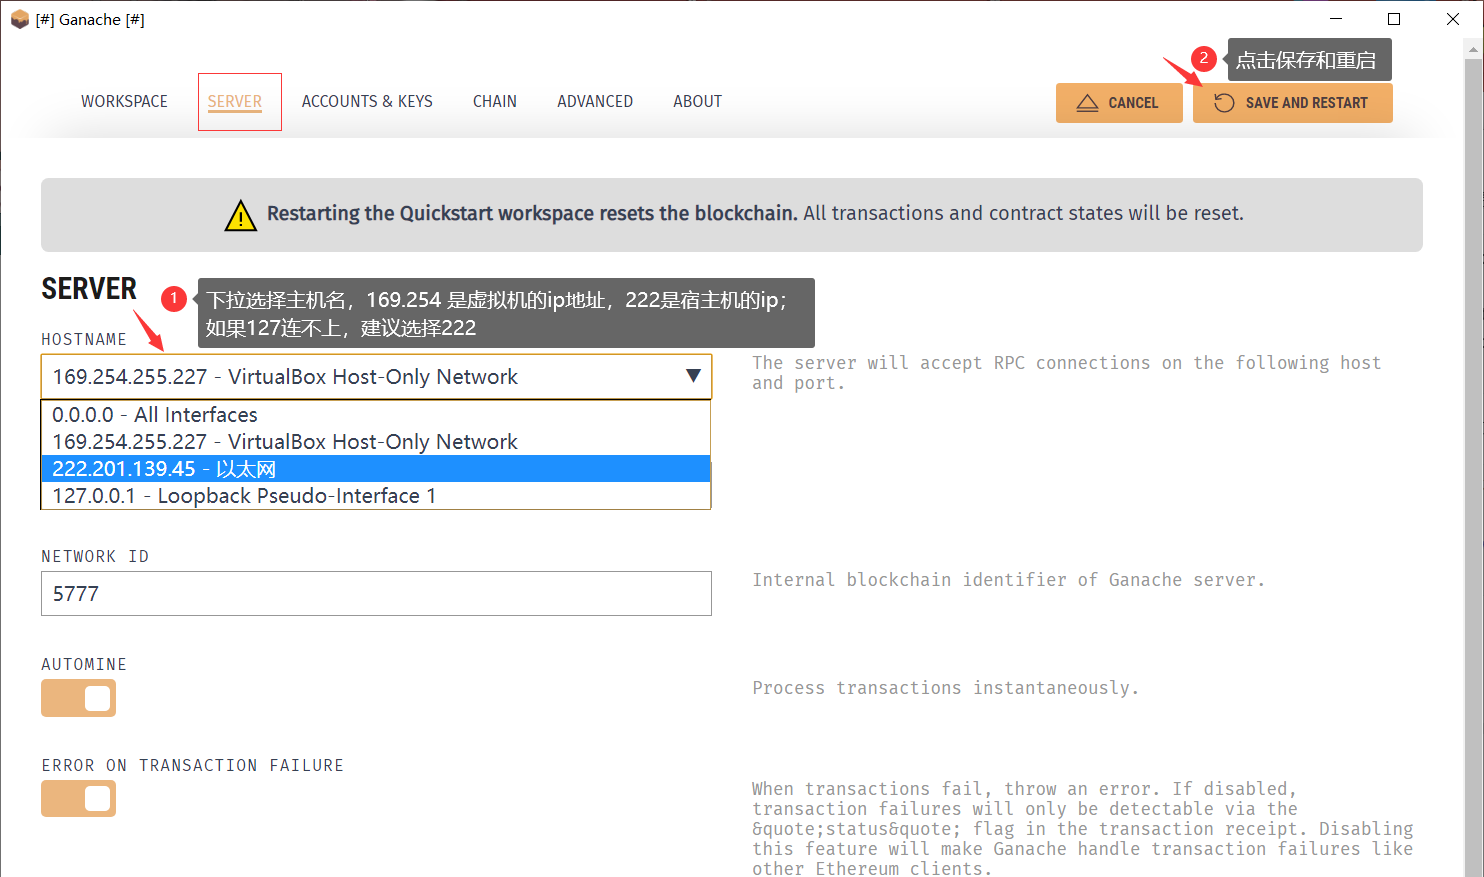 [#] Ganache [#]
2
点击保存和重启
WORKSPACE
SERVER
ACCOUNTS & KEYS
CHAIN
ADVANCED
ABOUT
CANCEL
SAVE AND RESTART
Restarting the Quickstart workspace resets the blockchain. All transactions and contract states will be reset.
SERVER
1
下拉选择主机名，169.254 是虚拟机的ip地址，222是宿主机的ip；
如果127连不上，建议选择222
HOSTNAME
169.254.255.227 - VirtualBox Host-Only Network
The server will accept RPC connections on the following host
and port.
0.0.0.0 - All Interfaces
169.254.255.227 - VirtualBox Host-Only Network
222.201.139.45 - 以太网
127.0.0.1 - Loopback Pseudo-Interface 1
NETWORK ID
5777
Internal blockchain identifier of Ganache server.
AUTOMINE
Process transactions instantaneously.
ERROR ON TRANSACTION FAILURE
When transactions fail, throw an error. If disabled,
transaction failures will only be detectable via the
&quote;status&quote; flag in the transaction receipt. Disabling
this feature will make Ganache handle transaction failures like
other Ethereum clients.